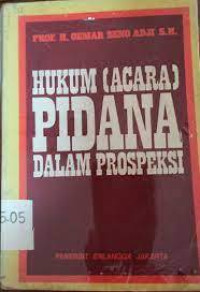 PROF. H. OEMAR SENO ADJI S.H.
HUKUM (ACARA)
PIDANA
DALAM PROSPEKSI
5.05
PENERBIT ERLANGGA JAKARTA